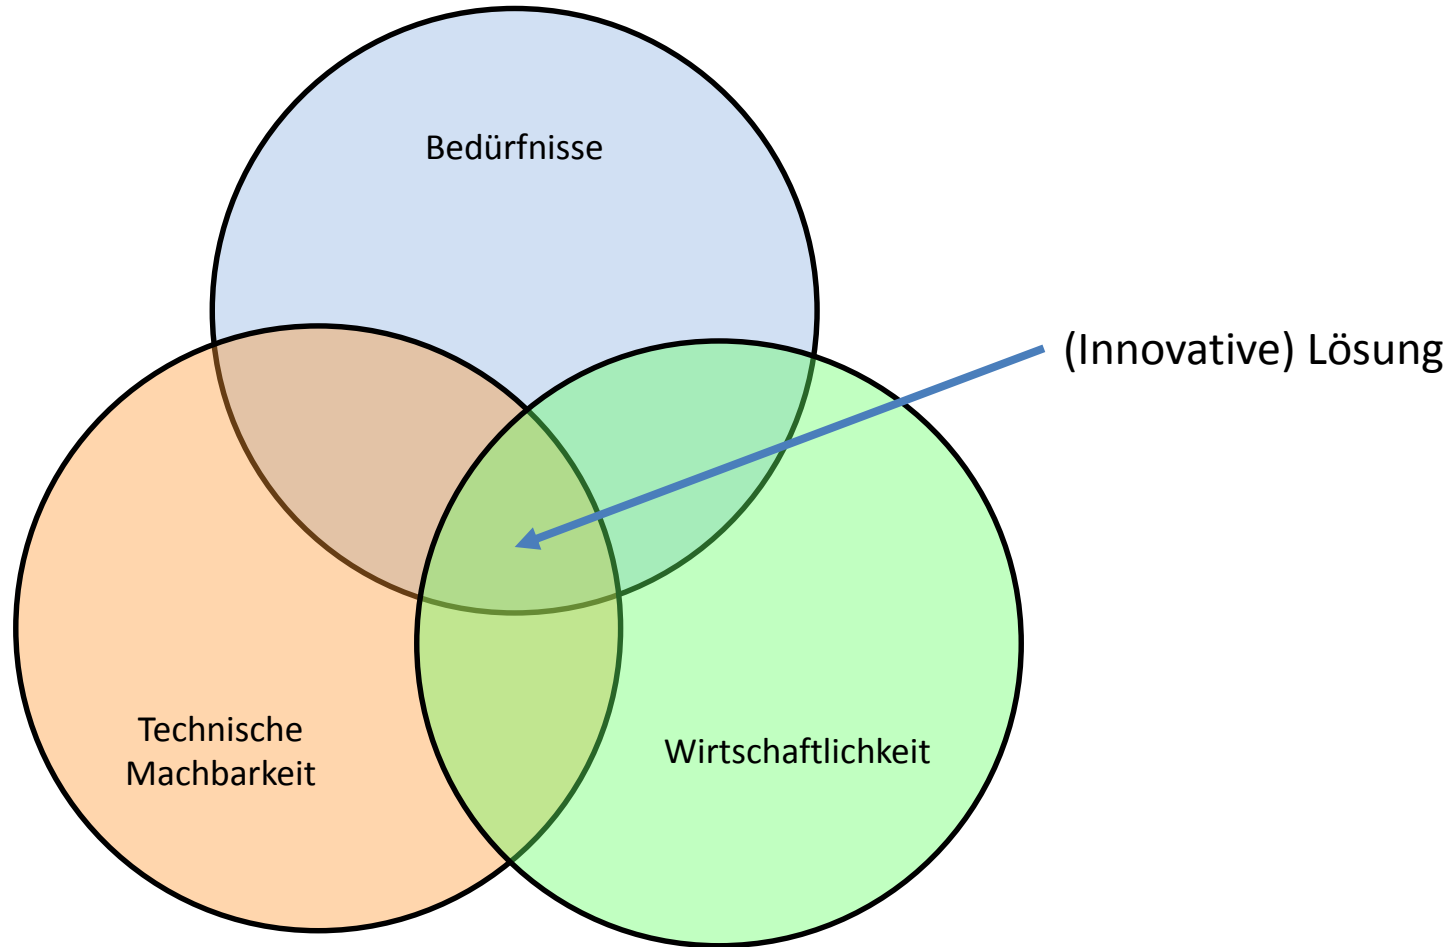 Bedürfnisse
(Innovative) Lösung
Technische
Machbarkeit
Wirtschaftlichkeit